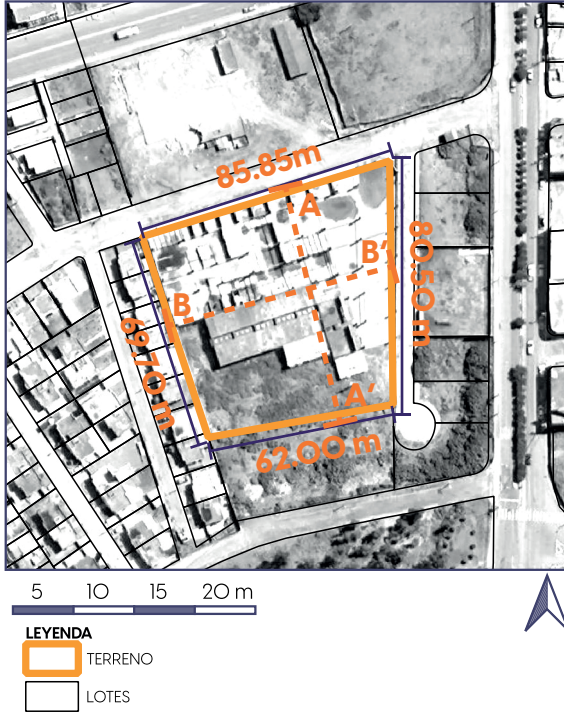 85.85m
A
B'
80.50 m
B
69.70 m
A'
62.00 m
5 10 15 20 m
LEYENDA
TERRENO
LOTES